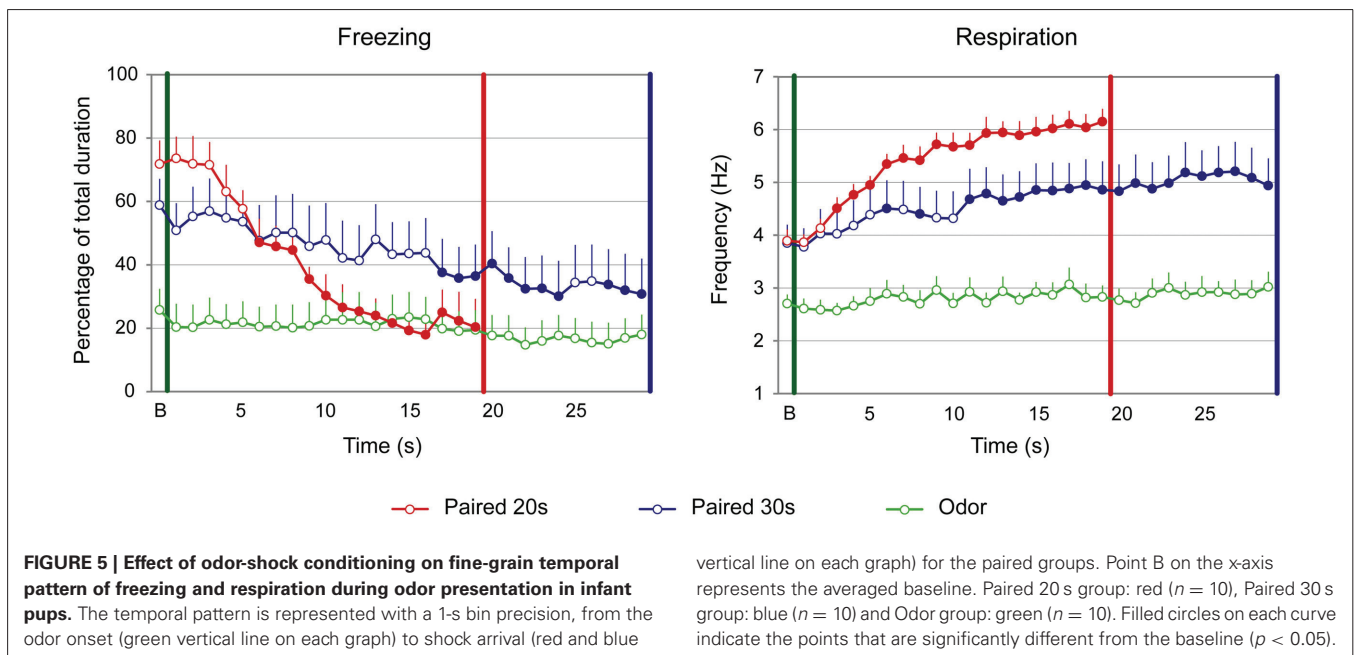 Freezing
Percentage of total duration
100
80
60
40
20
0
B
5
10
15
20
25
Time (s)
Respiration
Frequency (Hz)
7
6
5
4
3
2
1
B
5
10
15
20
25
Time (s)
Paired 20s
Paired 30s
Odor
FIGURE 5 | Effect of odor-shock conditioning on fine-grain temporal
pattern of freezing and respiration during odor presentation in infant
pups. The temporal pattern is represented with a 1-s bin precision, from the
odor onset (green vertical line on each graph) to shock arrival (red and blue
vertical line on each graph) for the paired groups. Point B on the x-axis
represents the averaged baseline. Paired 20 s group: red (n = 10), Paired 30 s
group: blue (n = 10) and Odor group: green (n = 10). Filled circles on each curve
indicate the points that are significantly different from the baseline (p < 0.05).